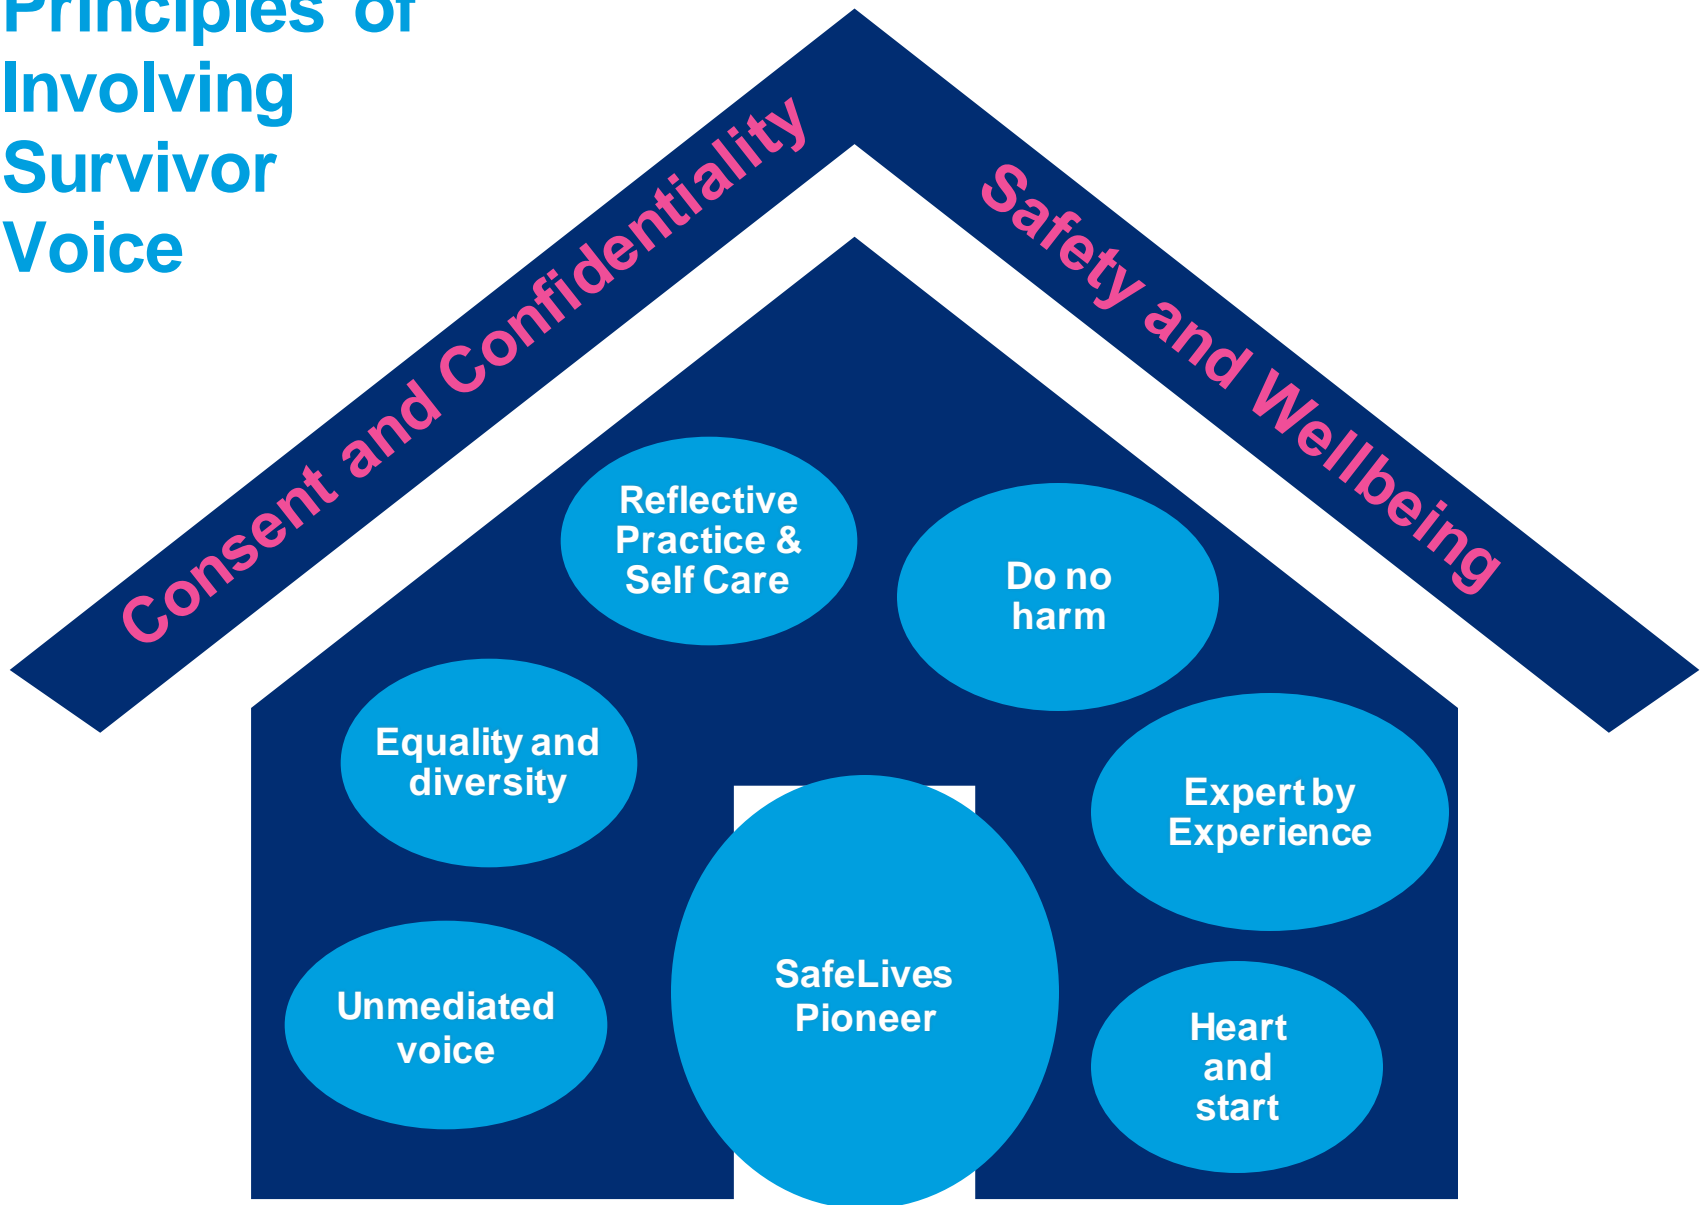 Principles of
Involving
Survivor
Voice
Consent and Confidentiality
Safety and Wellbeing
Reflective
Practice &
Self Care
Do no
harm
Equality and
diversity
Expert by
Experience
Unmediated
voice
SafeLives
Pioneer
Heart
and
start